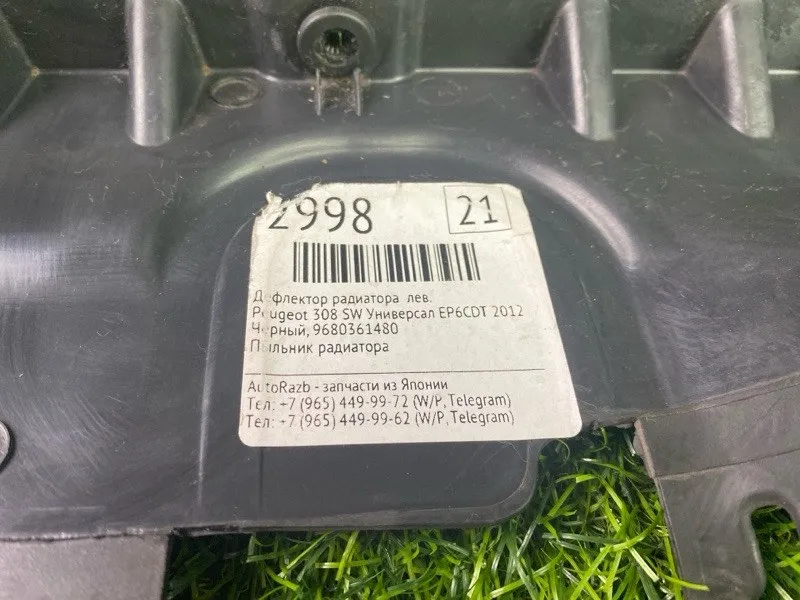 2998 21
Дефлектор радиатора лев.
Peugeot 308 SW Универсал EP6CDT 2012
Черный, 9680361480
Пыльник радиатора
AutoRazb - запчасти из Японии
Тел: +7 (965) 449-99-72 (W/P, Telegram)
Тел: +7 (965) 449-99-62 (W/P, Telegram)